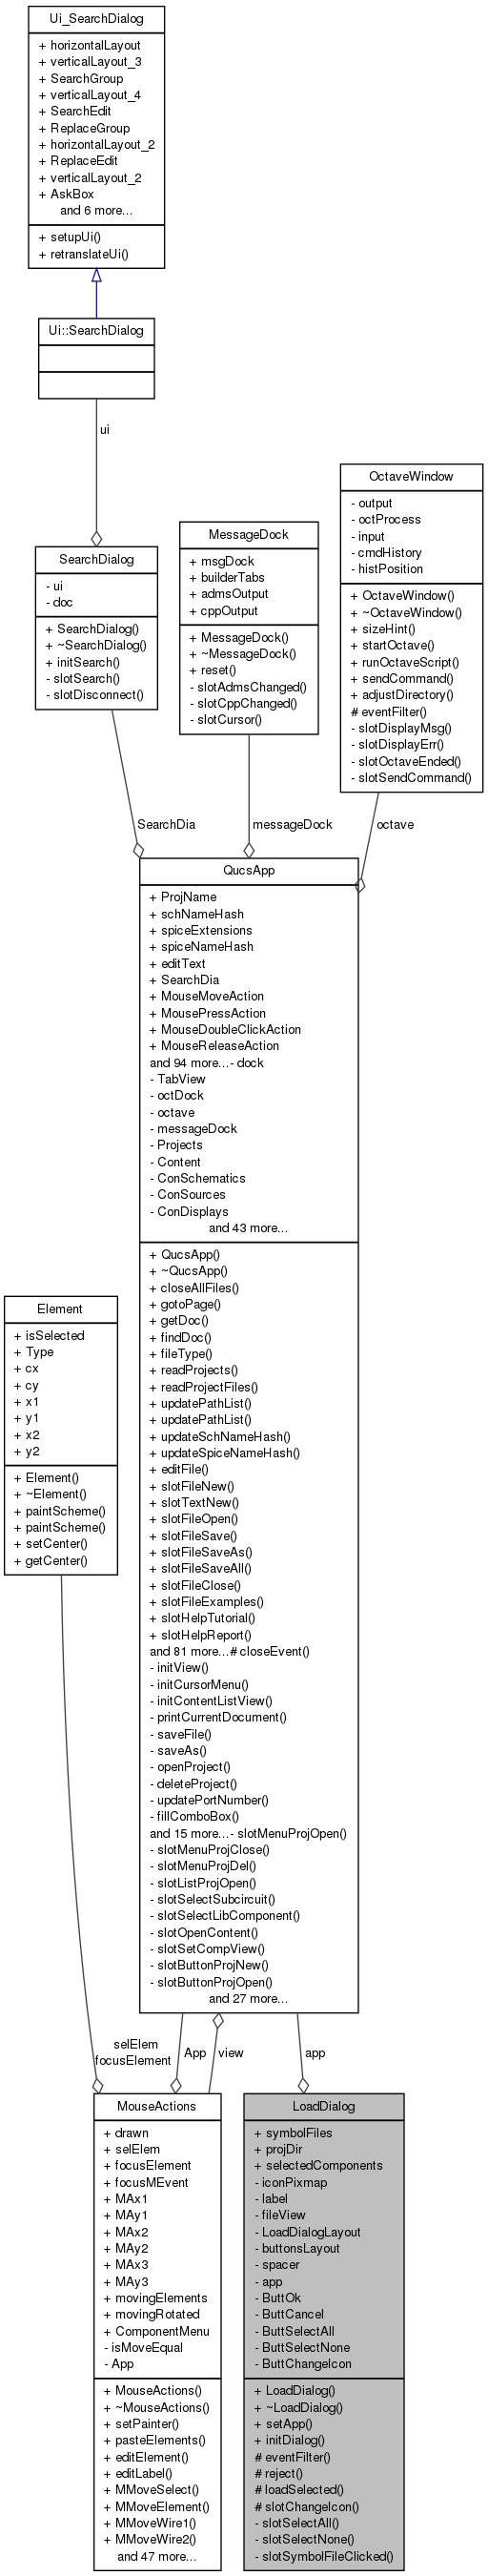 Ui_SearchDialog
+ horizontalLayout
+ verticalLayout_3
+ SearchGroup
+ verticalLayout_4
+ SearchEdit
+ ReplaceGroup
+ horizontalLayout_2
+ ReplaceEdit
+ verticalLayout_2
+ AskBox
and 6 more...
+ setupUi()
+ retranslateUi()
Ui::SearchDialog
ui
SearchDialog
- ui
- doc
+ SearchDialog()
+ ~SearchDialog()
+ initSearch()
- slotSearch()
- slotDisconnect()
MessageDock
+ msgDock
+ builderTabs
+ admsOutput
+ cppOutput
+ MessageDock()
+ ~MessageDock()
+ reset()
- slotAdmsChanged()
- slotCppChanged()
- slotCursor()
OctaveWindow
- output
- octProcess
- input
- cmdHistory
- histPosition
+ OctaveWindow()
+ ~OctaveWindow()
+ sizeHint()
+ startOctave()
+ runOctaveScript()
+ sendCommand()
+ adjustDirectory()
# eventFilter()
- slotDisplayMsg()
- slotDisplayErr()
- slotOctaveEnded()
- slotSendCommand()
SearchDia
messageDock
octave
QucsApp
+ ProjName
+ schNameHash
+ spiceExtensions
+ spiceNameHash
+ editText
+ SearchDia
+ MouseMoveAction
+ MousePressAction
+ MouseDoubleClickAction
+ MouseReleaseAction
and 94 more...- dock
- TabView
- octDock
- octave
- messageDock
- Projects
- Content
- ConSchematics
- ConSources
- ConDisplays
and 43 more...
+ QucsApp()
+ ~QucsApp()
+ closeAllFiles()
+ gotoPage()
+ getDoc()
+ findDoc()
+ fileType()
+ readProjects()
+ readProjectFiles()
+ updatePathList()
+ updatePathList()
+ updateSchNameHash()
+ updateSpiceNameHash()
+ editFile()
+ slotFileNew()
+ slotTextNew()
+ slotFileOpen()
+ slotFileSave()
+ slotFileSaveAs()
+ slotFileSaveAll()
+ slotFileClose()
+ slotFileExamples()
+ slotHelpTutorial()
+ slotHelpReport()
and 81 more...# closeEvent()
- initView()
- initCursorMenu()
- initContentListView()
- printCurrentDocument()
- saveFile()
- saveAs()
- openProject()
- deleteProject()
- updatePortNumber()
- fillComboBox()
and 15 more...- slotMenuProjOpen()
- slotMenuProjClose()
- slotMenuProjDel()
- slotListProjOpen()
- slotSelectSubcircuit()
- slotSelectLibComponent()
- slotOpenContent()
- slotSetCompView()
- slotButtonProjNew()
- slotButtonProjOpen()
and 27 more...
Element
+ isSelected
+ Type
+ cx
+ cy
+ x1
+ y1
+ x2
+ y2
+ Element()
+ ~Element()
+ paintScheme()
+ paintScheme()
+ setCenter()
+ getCenter()
selElem
focusElement
App
view
app
MouseActions
+ drawn
+ selElem
+ focusElement
+ focusMEvent
+ MAx1
+ MAy1
+ MAx2
+ MAy2
+ MAx3
+ MAy3
+ movingElements
+ movingRotated
+ ComponentMenu
- isMoveEqual
- App
+ MouseActions()
+ ~MouseActions()
+ setPainter()
+ pasteElements()
+ editElement()
+ editLabel()
+ MMoveSelect()
+ MMoveElement()
+ MMoveWire1()
+ MMoveWire2()
and 47 more...
LoadDialog
+ symbolFiles
+ projDir
+ selectedComponents
- iconPixmap
- label
- fileView
- LoadDialogLayout
- buttonsLayout
- spacer
- app
- ButtOk
- ButtCancel
- ButtSelectAll
- ButtSelectNone
- ButtChangeIcon
+ LoadDialog()
+ ~LoadDialog()
+ setApp()
+ initDialog()
# eventFilter()
# reject()
# loadSelected()
# slotChangeIcon()
- slotSelectAll()
- slotSelectNone()
- slotSymbolFileClicked()